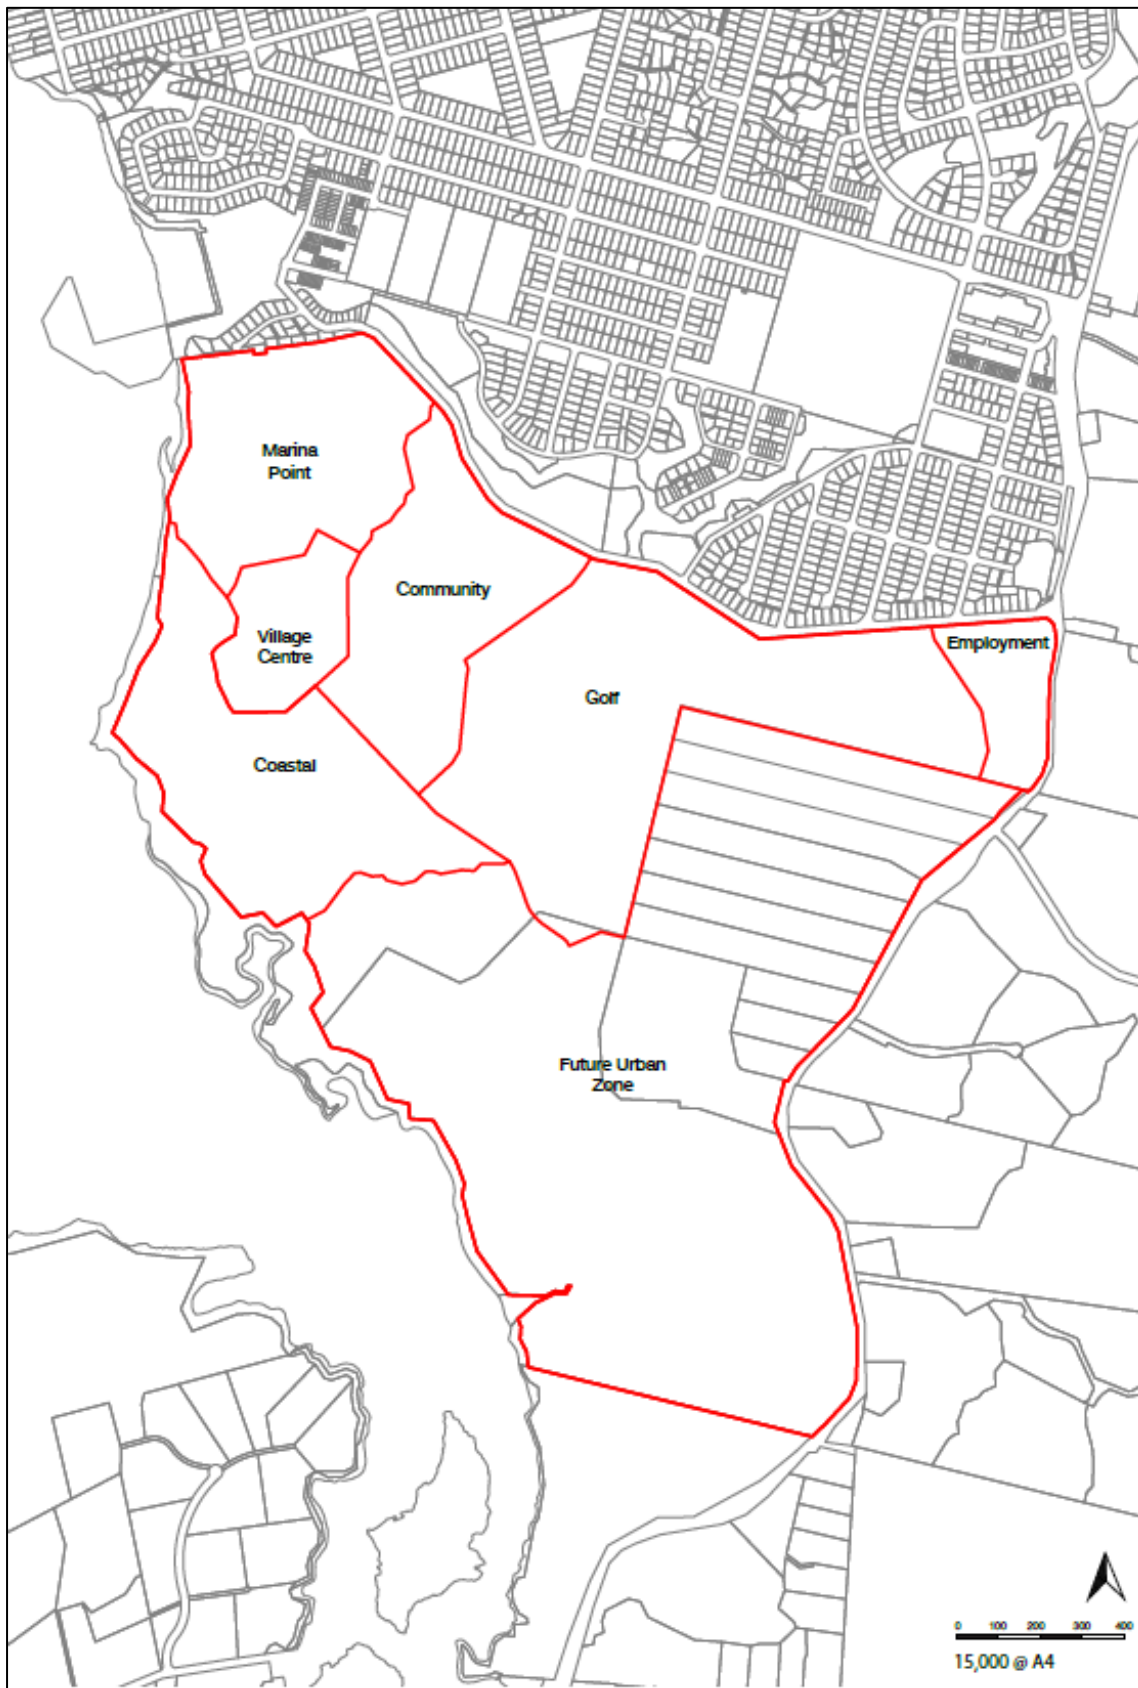 Marina
Point
Community
Village
Centre
Employment
Golf
Coastal
Future Urban
Zone
0 100 200 300 400
15,000 @ A4